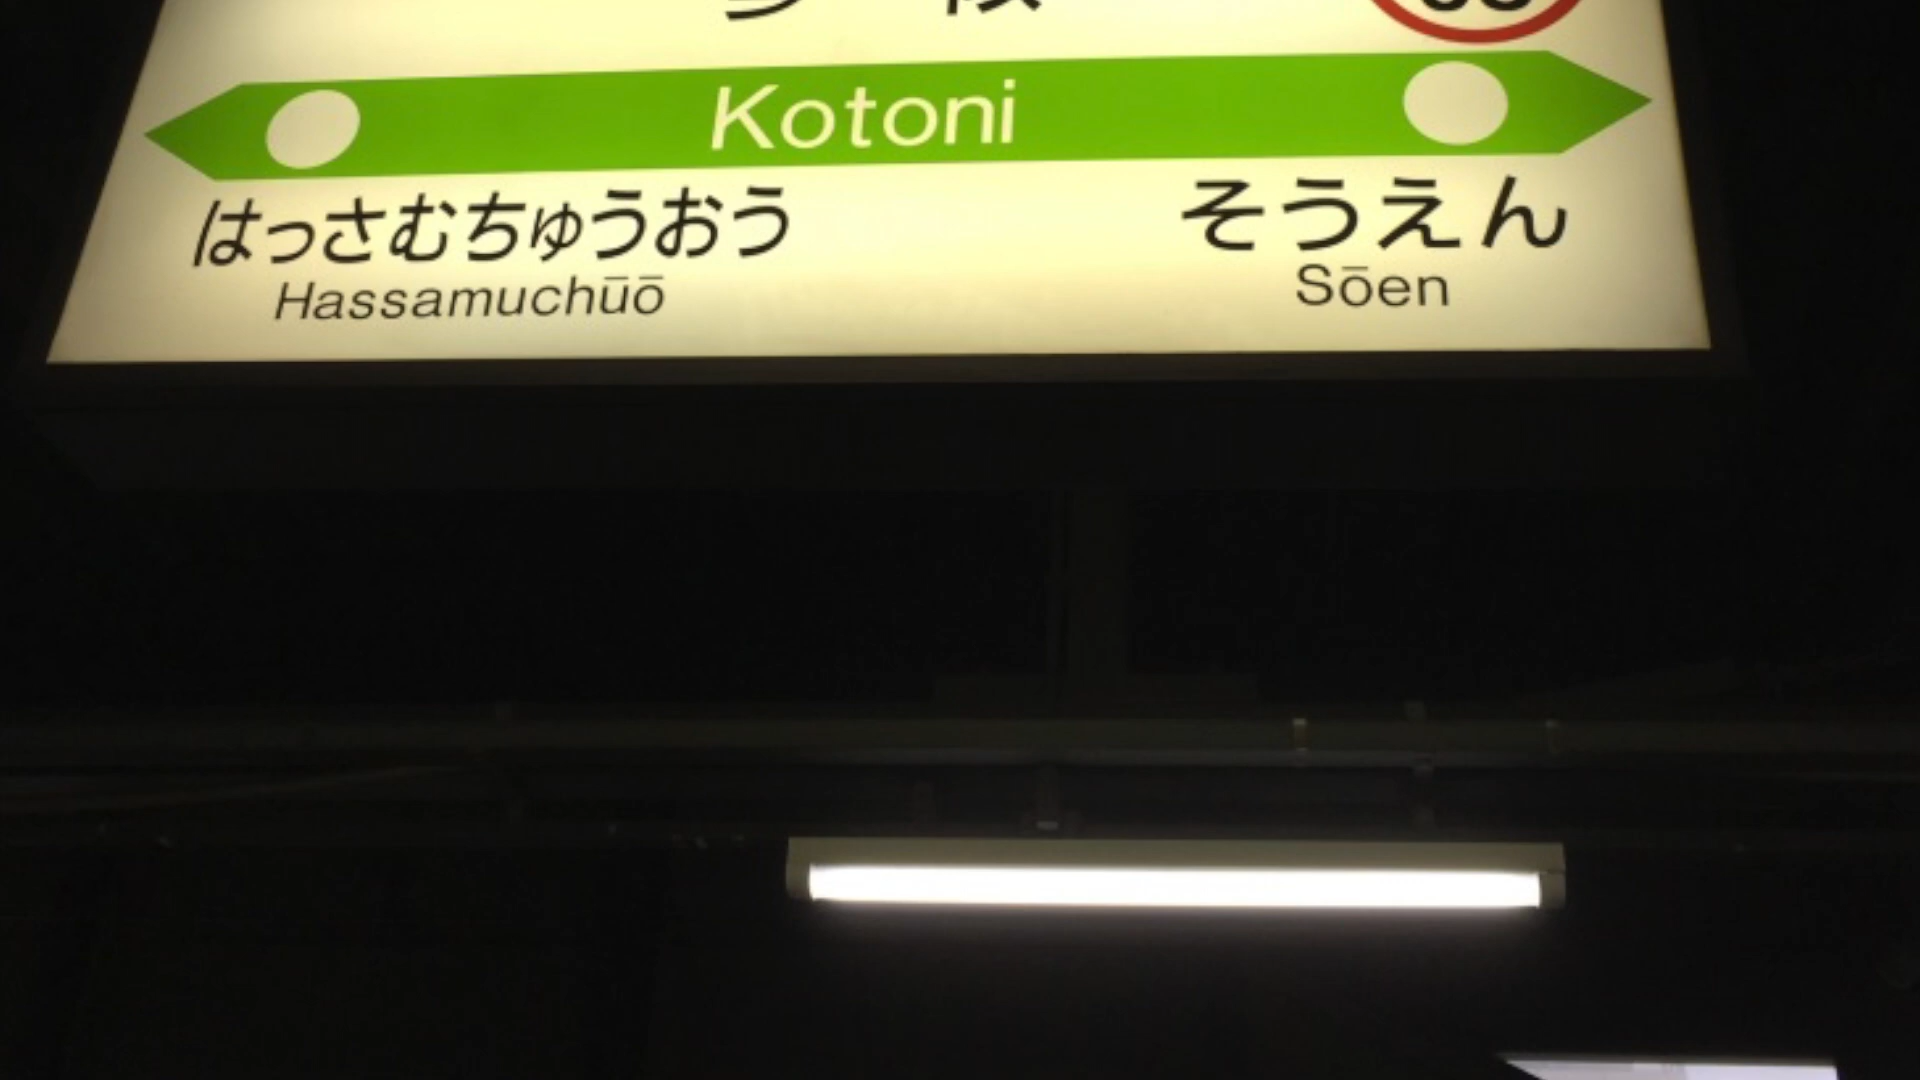 Kotoni
はっさむちゅうおう
Hassamuchūō
そうえん
Sōen